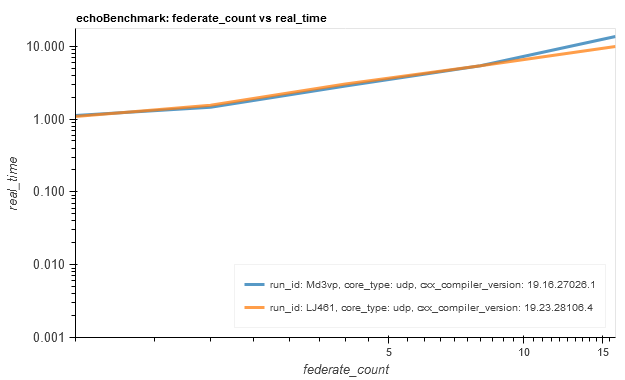 echoBenchmark: federate_count vs real_time
10.000
1.000
0.100
0.010
0.001
real_time
run_id: Md3vp, core_type: udp, cxx_compiler_version: 19.16.27026.1
run_id: LJ461, core_type: udp, cxx_compiler_version: 19.23.28106.4
5
10
15
federate_count